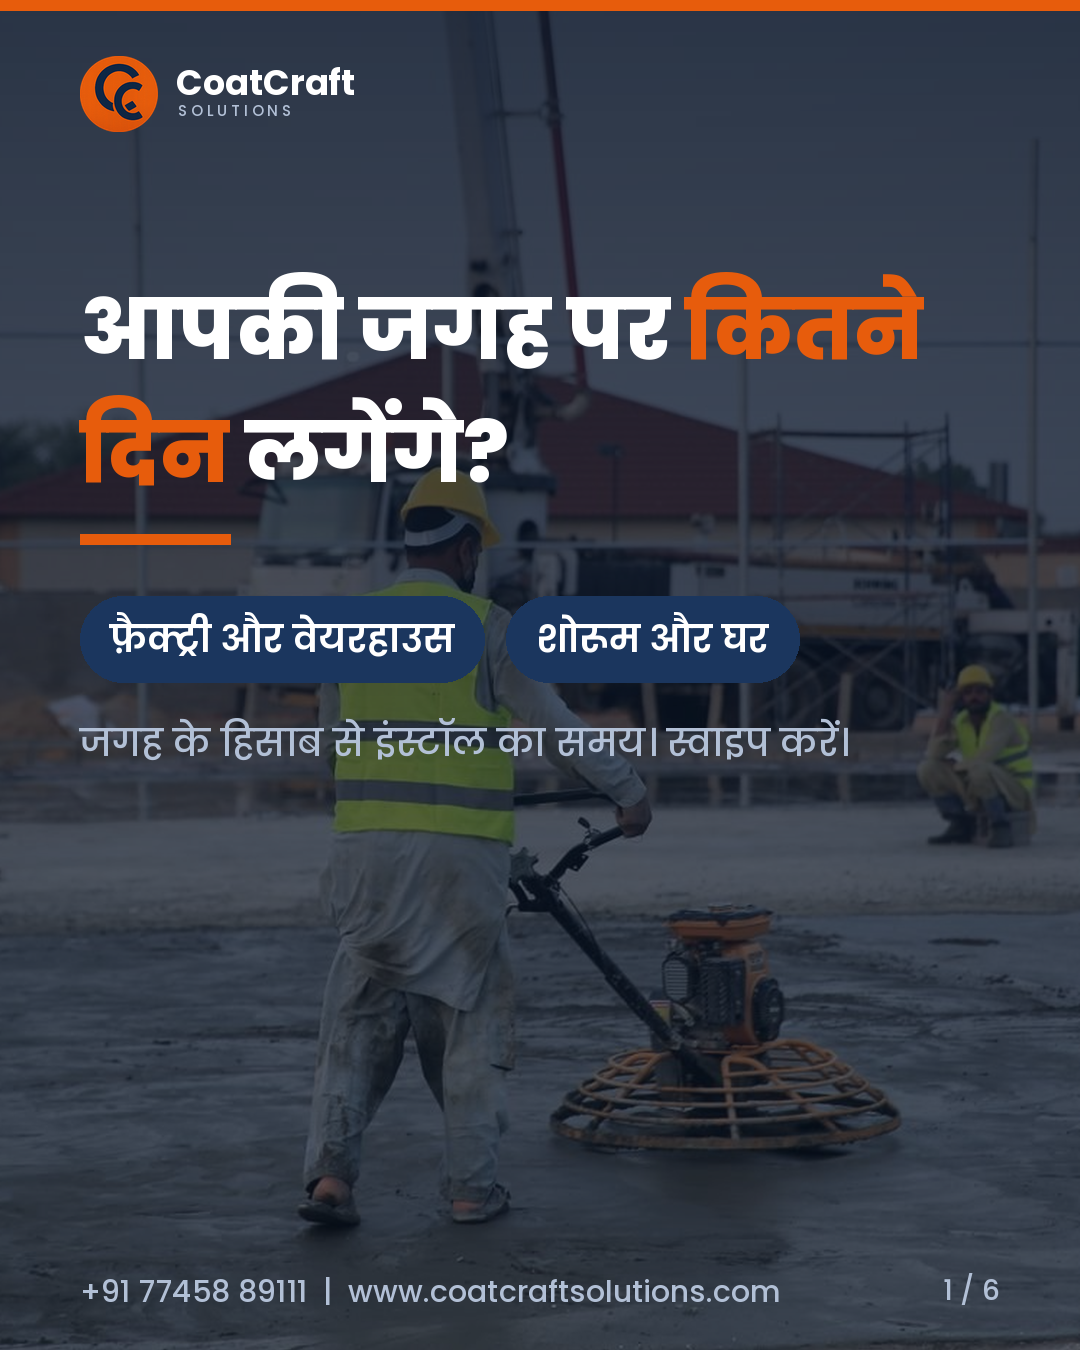 CoatCraft
SOLUTIONS
आपकी जगह पर कितने
दिन लगेंगे?
फ़ैक्ट्री और वेयरहाउस
शोरूम और घर
जगह के हिसाब से इंस्टॉल का समय। स्वाइप करें।
+91 77458 89111 | www.coatcraftsolutions.com
1 / 6